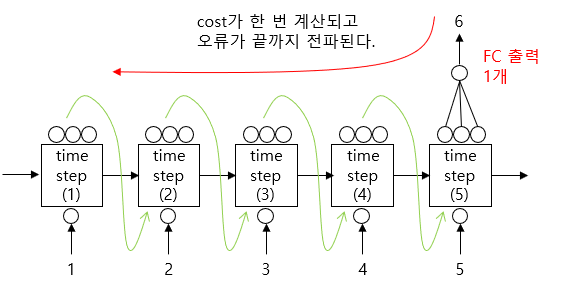 cost가 한 번 계산되고
오류가 끝까지 전파된다.
6
FC 출력
1개
time
step
(1)
time
step
(2)
time
step
(3)
time
step
(4)
time
step
(5)
1
2
3
4
5